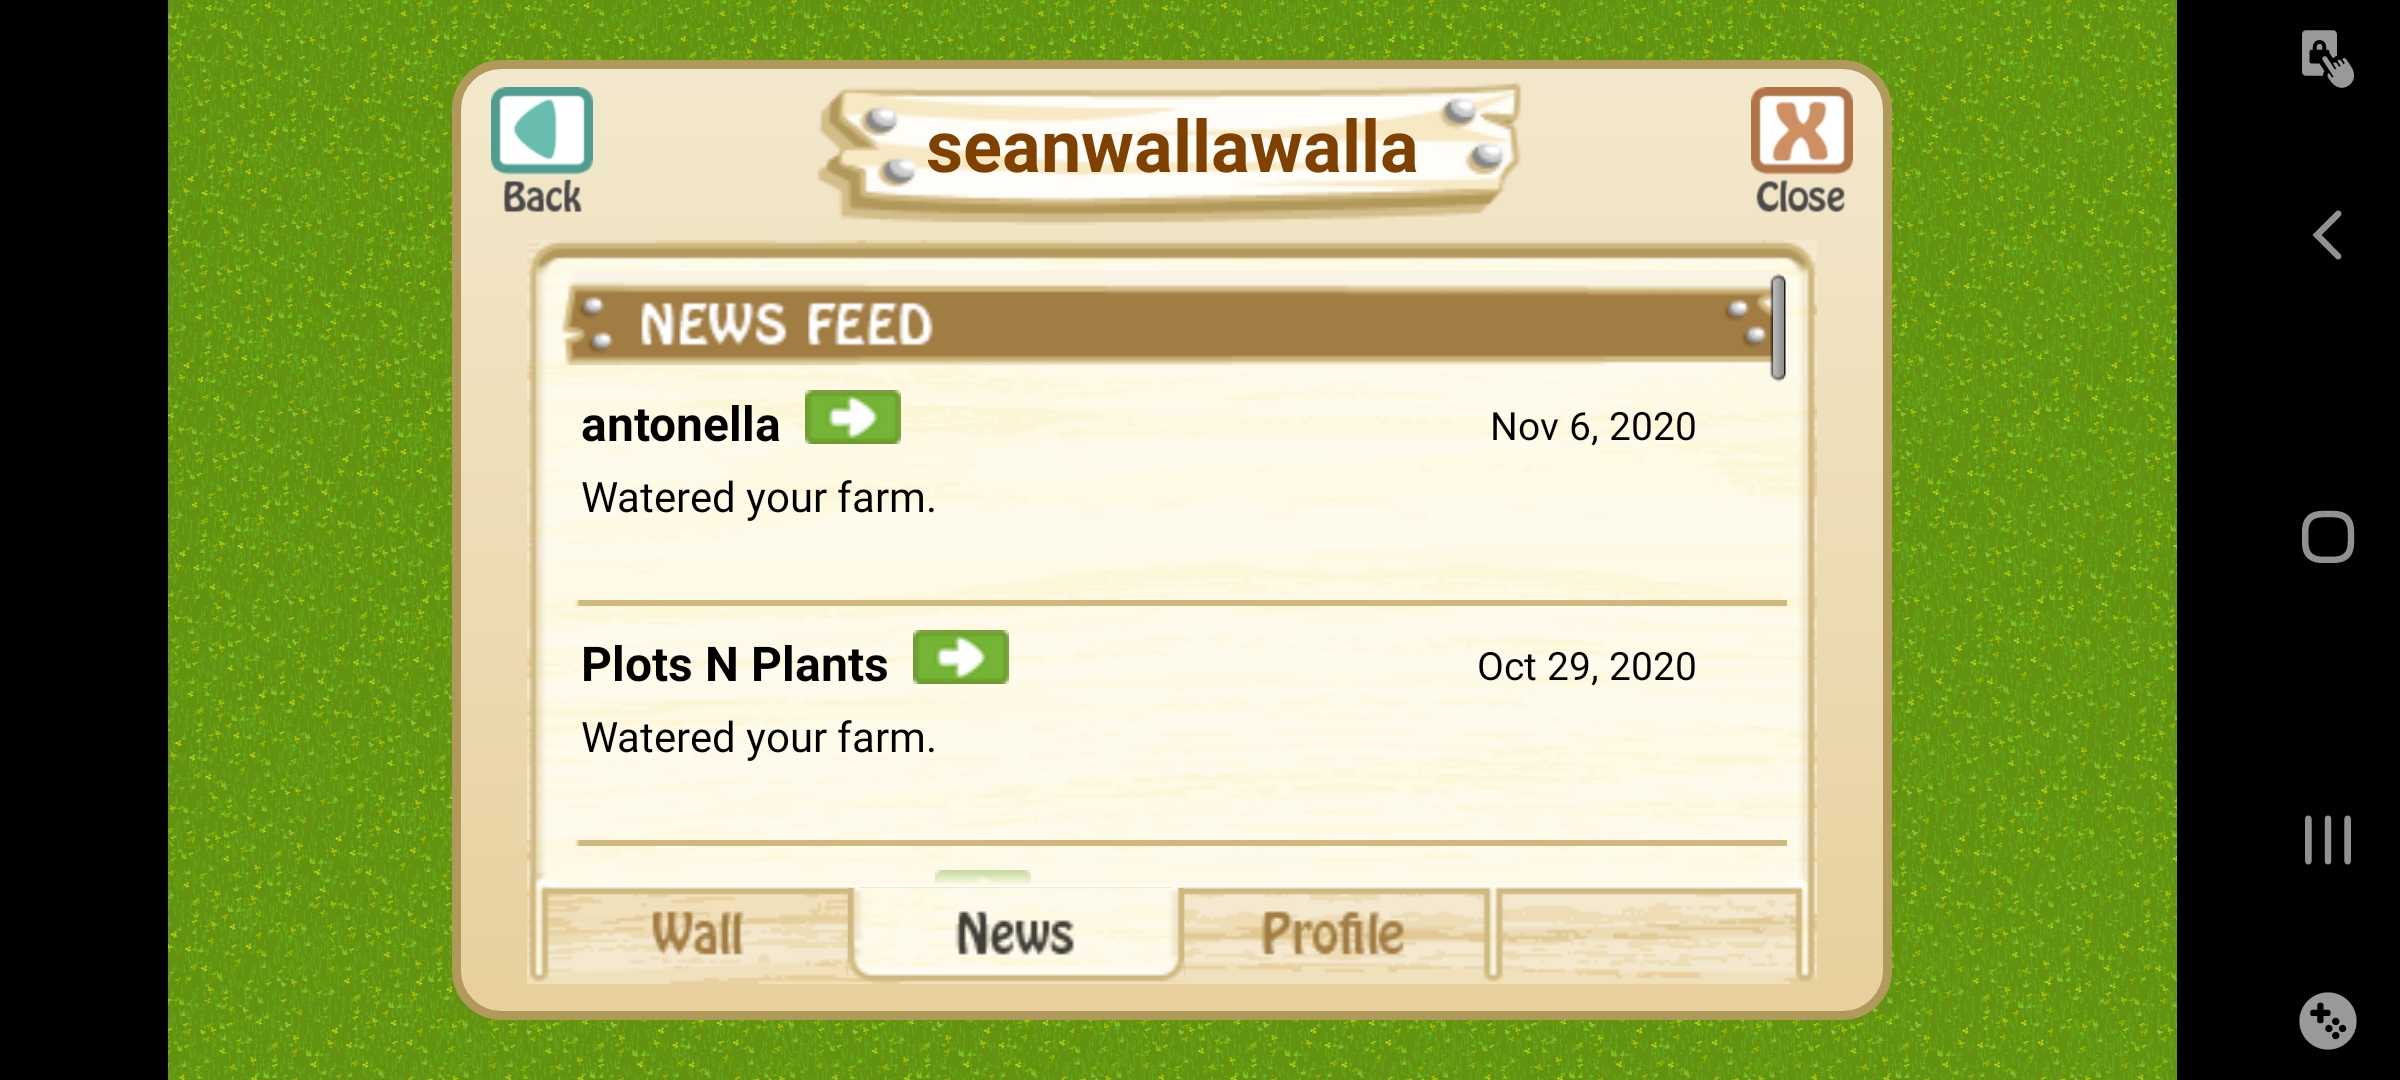 seanwallawalla
Back
Close
NEWS FEED
antonella
Nov 6, 2020
Watered your farm.
Plots N Plants
Oct 29, 2020
Watered your farm.
Wall
News
Profile